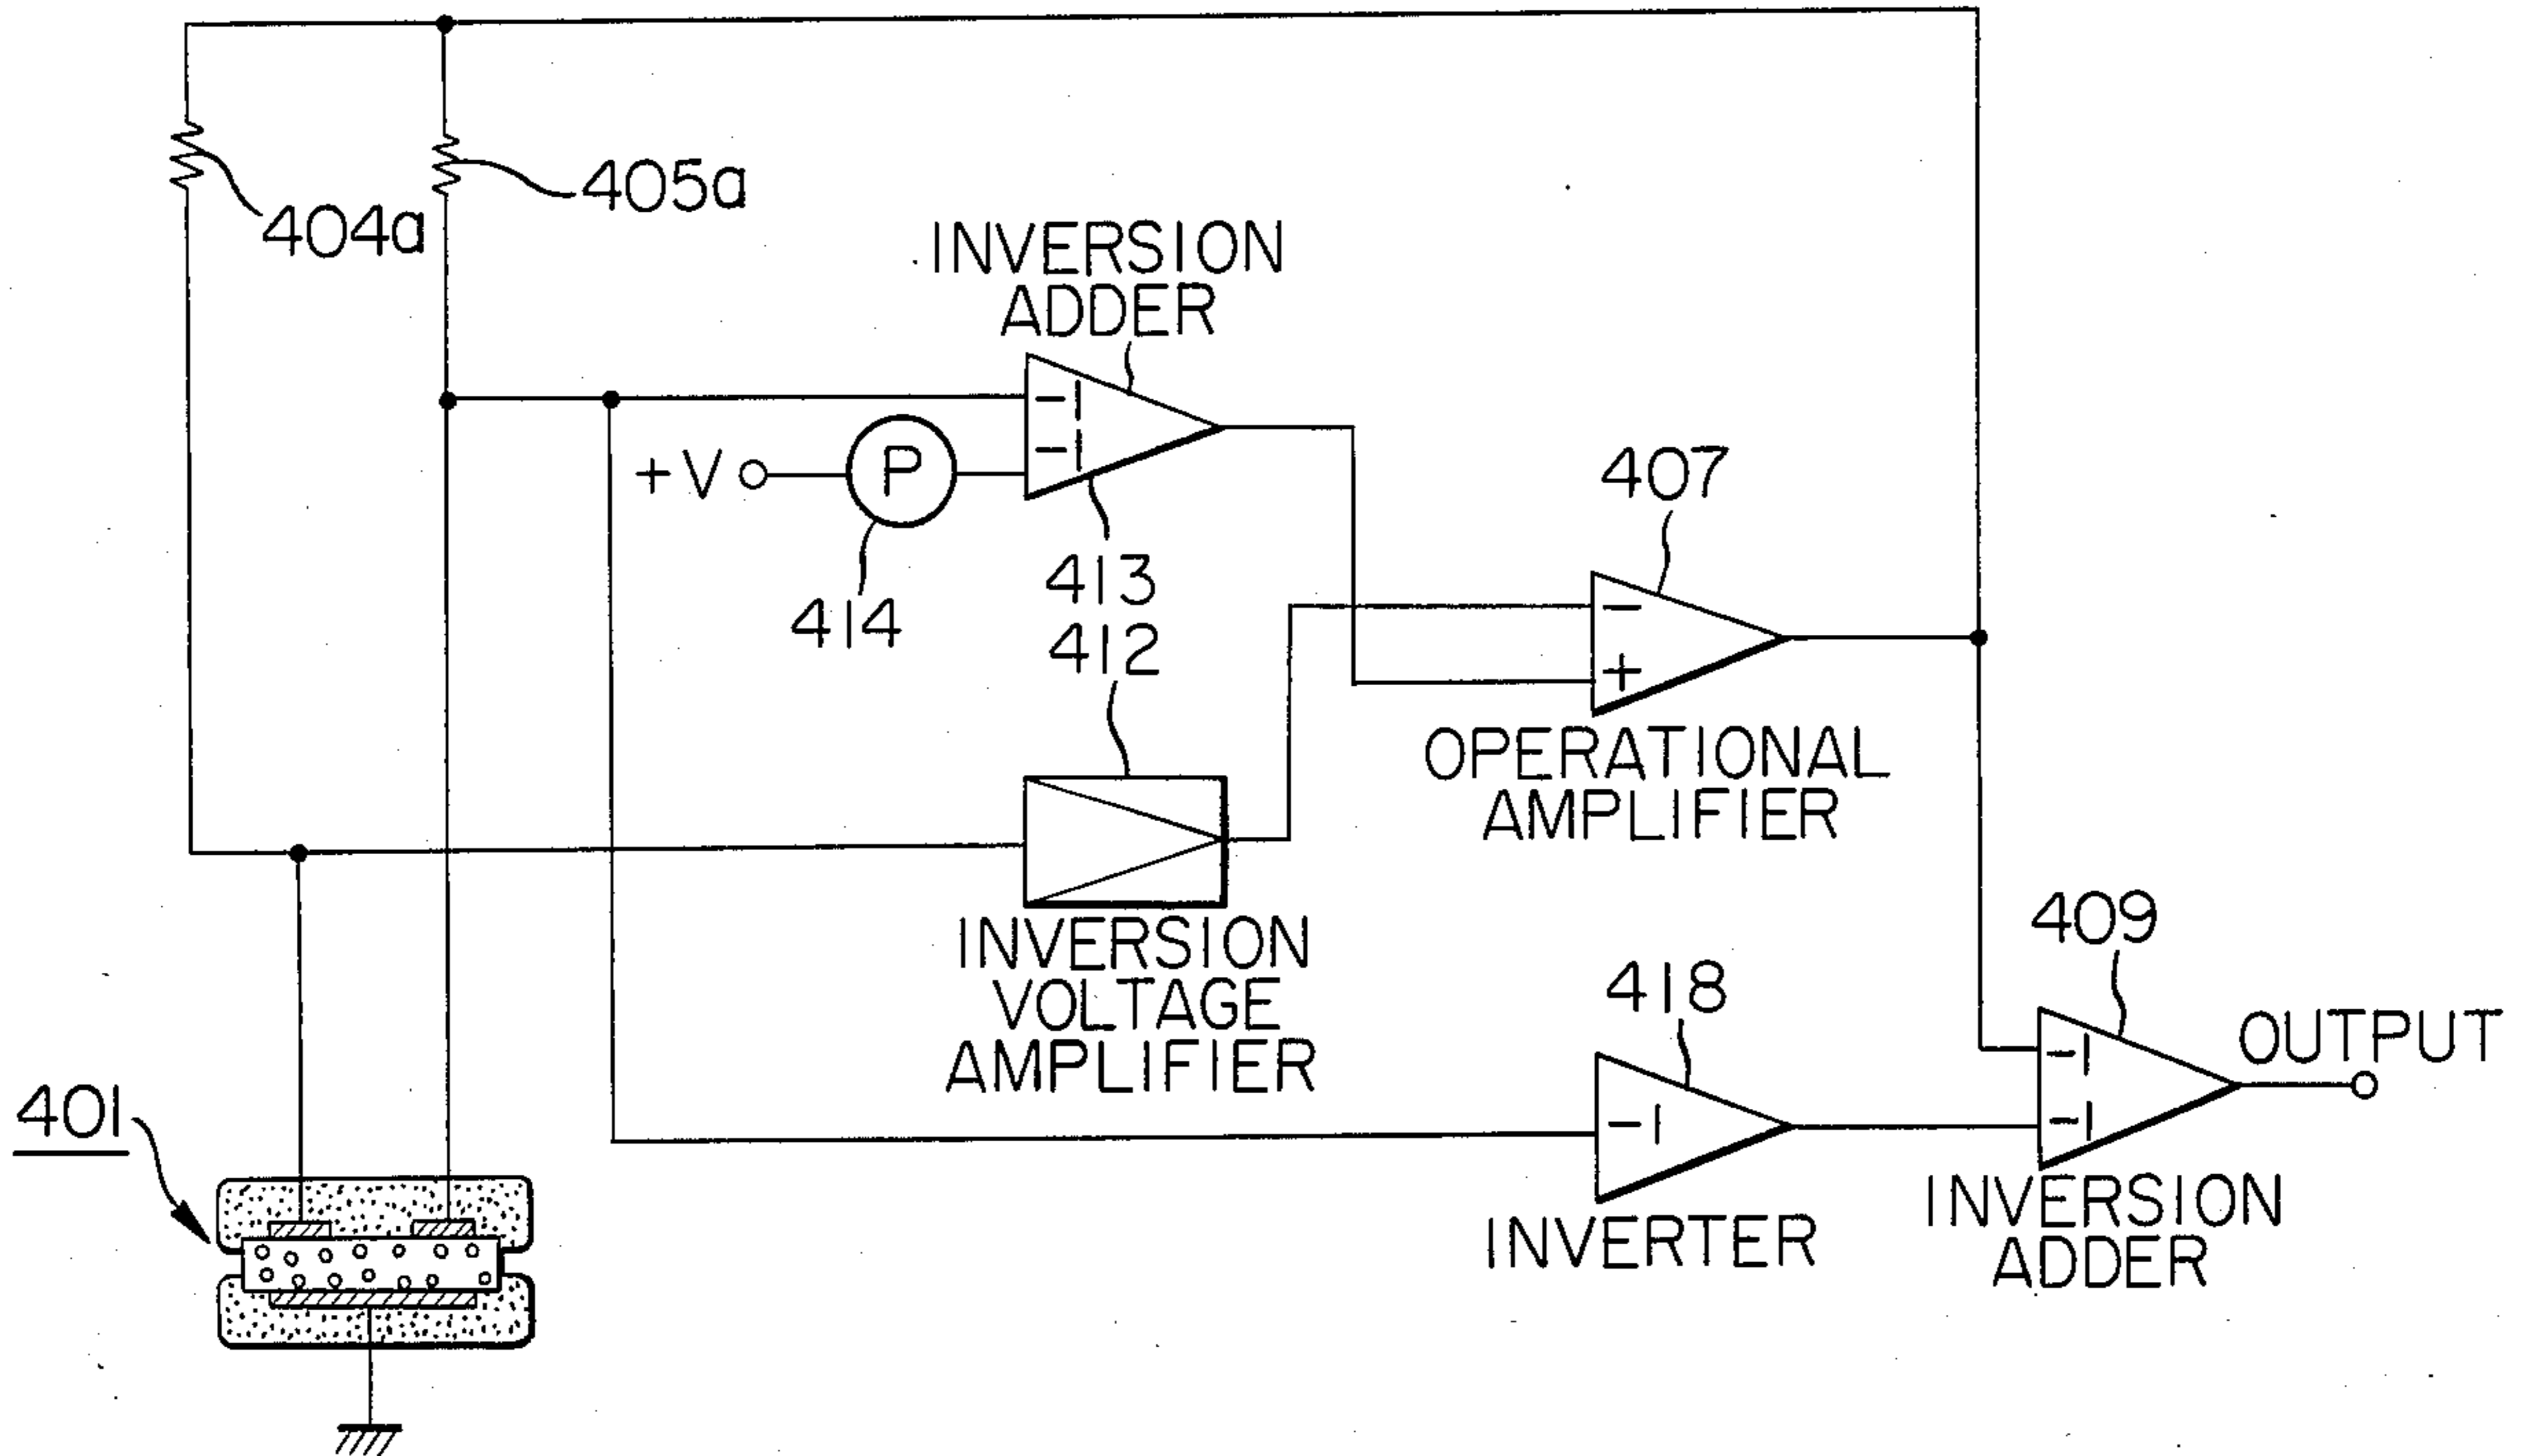 404a
405a
INVERSION
ADDER
-1
-1
+V
P
414
413
412
407
-
+
OPERATIONAL
AMPLIFIER
INVERSION
VOLTAGE
AMPLIFIER
409
418
-1
INVERTER
-1
-1
OUTPUT
INVERSION
ADDER
401